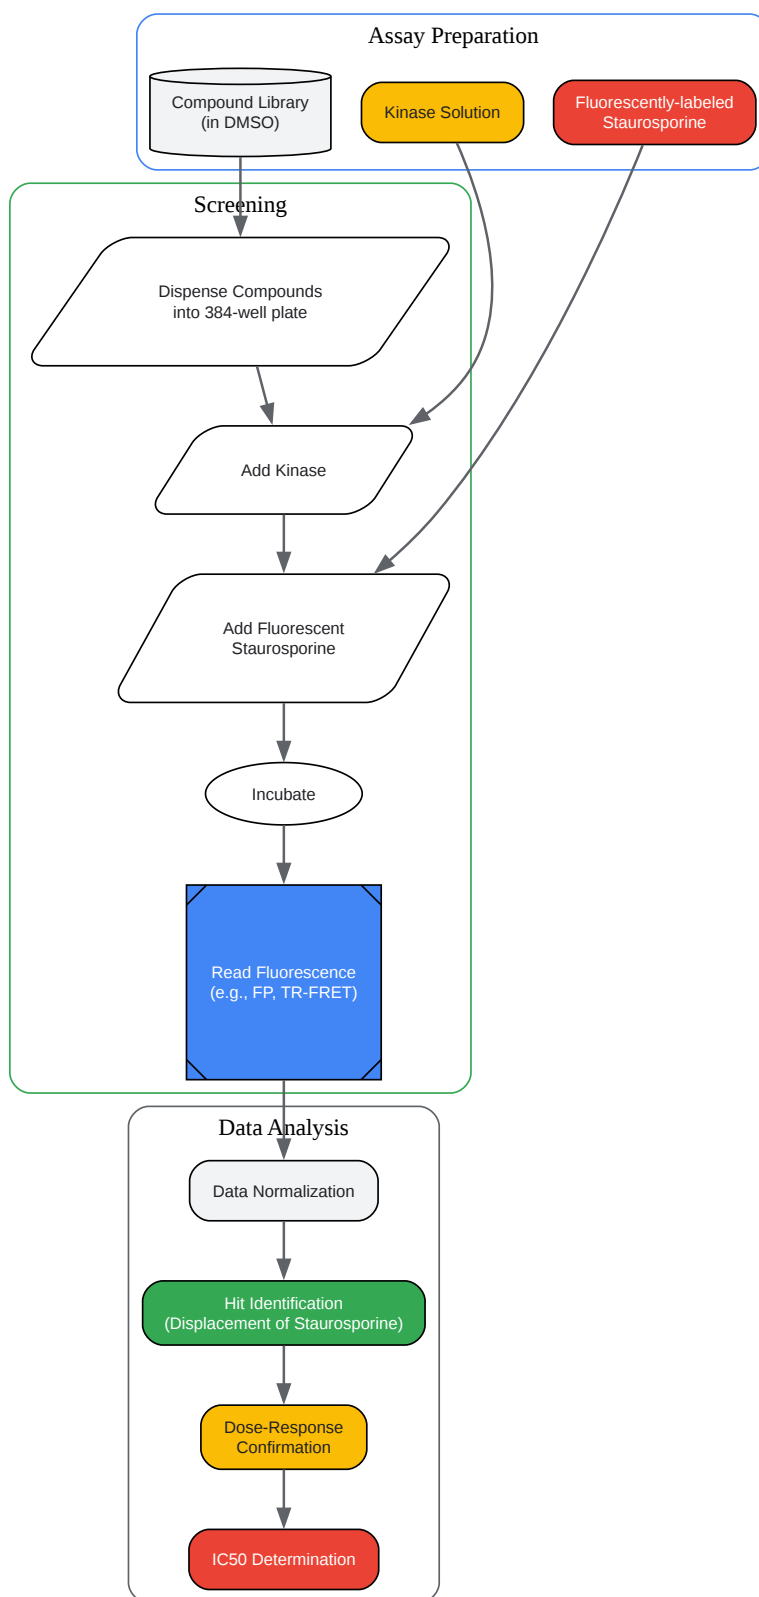 Assay Preparation
Compound Library
(in DMSO)
Kinase Solution
Fluorescently-labeled
Staurosporine
Screening
Dispense Compounds
into 384-well plate
Add Kinase
Add Fluorescent
Staurosporine
Incubate
Read Fluorescence
(e.g., FP, TR-FRET)
Data Analysis
Data Normalization
Hit Identification
(Displacement of Staurosporine)
Dose-Response
Confirmation
IC50 Determination